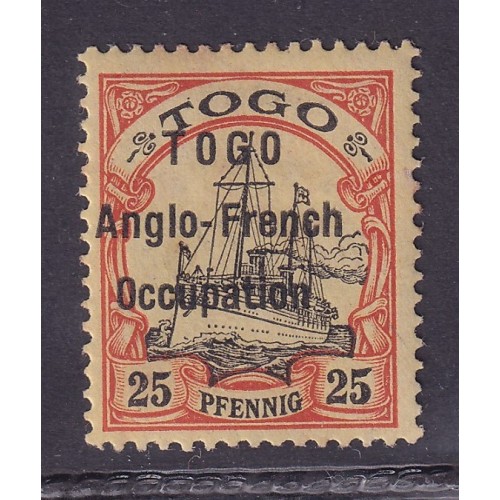 TOGO
TOGO
Anglo-French
Occupation
25 PFENNIG 25